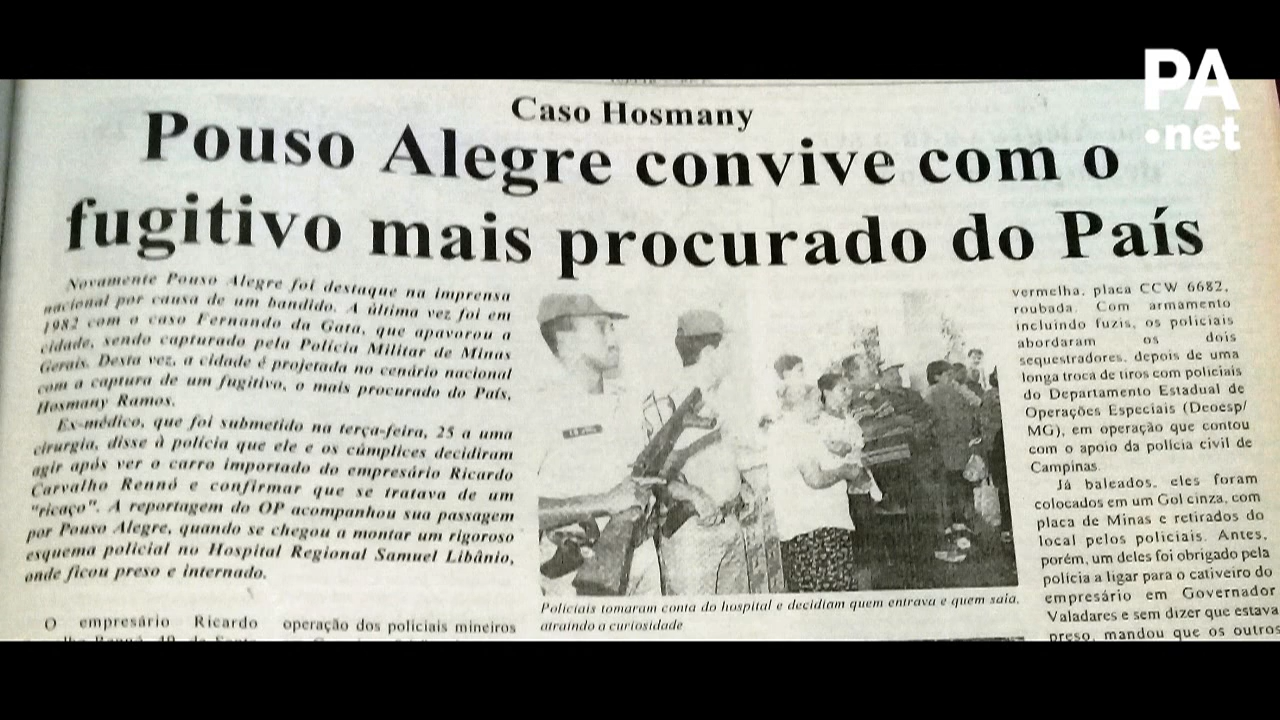 PA
.net
Caso Hosmany
Pouso Alegre convive com o
fugitivo mais procurado do País
Novamente Pouso Alegre foi destaque na imprensa
nacional por causa de um bandido. A última vez foi em
1982 com o caso Fernando da Gata, que apavorou a
cidade, sendo capturado pela Polícia Militar de Minas
Gerais. Desta vez, a cidade é projetada no cenário nacional
com a captura de um fugitivo, o mais procurado do País,
Hosmany Ramos.
Ex-médico, que foi submetido na terça-feira, 25 a uma
cirurgia, disse à polícia que ele e os cúmplices decidiram
agir após ver o carro importado do empresário Ricardo
Carvalho Rennó e confirmar que se tratava de um
"ricaço". A reportagem do OP acompanhou sua passagem
por Pouso Alegre, quando se chegou a montar um rigoroso
esquema policial no Hospital Regional Samuel Libânio,
onde ficou preso e internado.
O empresário Ricardo
operação dos policiais mineiros
Policiais tomaram conta do hospital e decidiam quem entrava e quem saía,
atraindo a curiosidade
vermelha, placa CCW 6682,
roubada. Com armamento
incluindo fuzis, os policiais
abordaram os dois
sequestradores, depois de uma
longa troca de tiros com policiais
do Departamento Estadual de
Operações Especiais (Deoesp/
MG), em operação que contou
com o apoio da polícia civil de
Campinas.
Já baleados, eles foram
colocados em um Gol cinza, com
placa de Minas e retirados do
local pelos policiais. Antes,
porém, um deles foi obrigado pela
polícia a ligar para o cativeiro do
empresário em Governador
Valadares e sem dizer que estava
preso, mandou que os outros